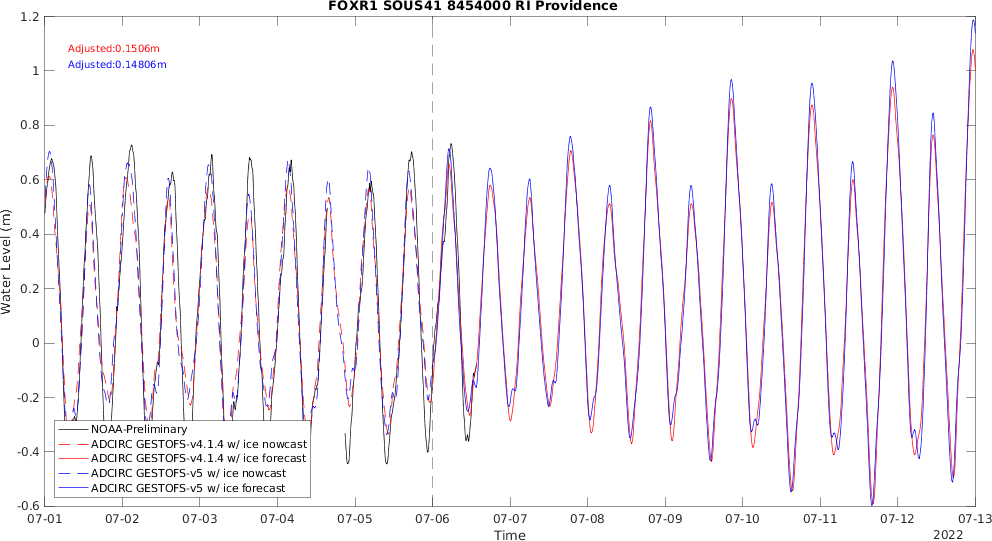 FOXR1 SOUS41 8454000 RI Providence
1.2
1
0.8
0.6
0.4
0.2
0
-0.2
-0.4
-0.6
Water Level (m)
Adjusted:0.1506m
Adjusted:0.14806m
NOAA-Preliminary
ADCIRC GESTOFS-v4.1.4 w/ ice nowcast
ADCIRC GESTOFS-v4.1.4 w/ ice forecast
ADCIRC GESTOFS-v5 w/ ice nowcast
ADCIRC GESTOFS-v5 w/ ice forecast
07-01 07-02 07-03 07-04 07-05 07-06 07-07 07-08 07-09 07-10 07-11 07-12 07-13
Time
2022